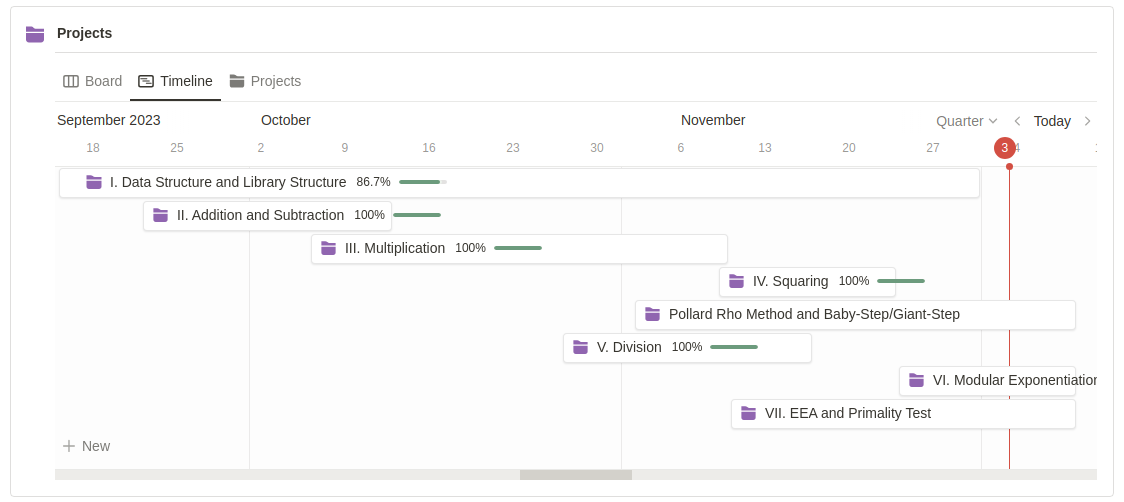 Projects
Board Timeline Projects
September 2023 October November Quarter Today
18 25 2 9 16 23 30 6 13 20 27 3 4
I. Data Structure and Library Structure 86.7%
II. Addition and Subtraction 100%
III. Multiplication 100%
IV. Squaring 100%
Pollard Rho Method and Baby-Step/Giant-Step
V. Division 100%
VI. Modular Exponentiation
VII. EEA and Primality Test
New